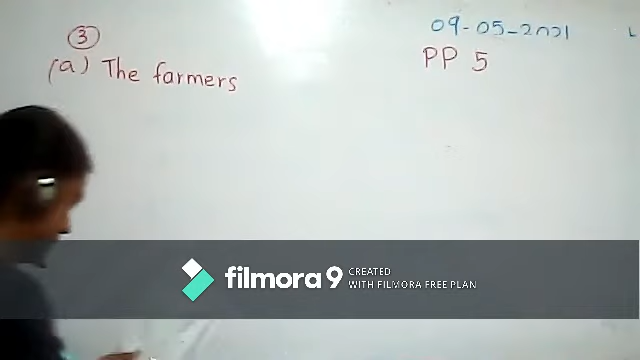 3
09-05-2021
PP 5
(a) The farmers
filmora 9 CREATED
WITH FILMORA FREE PLAN